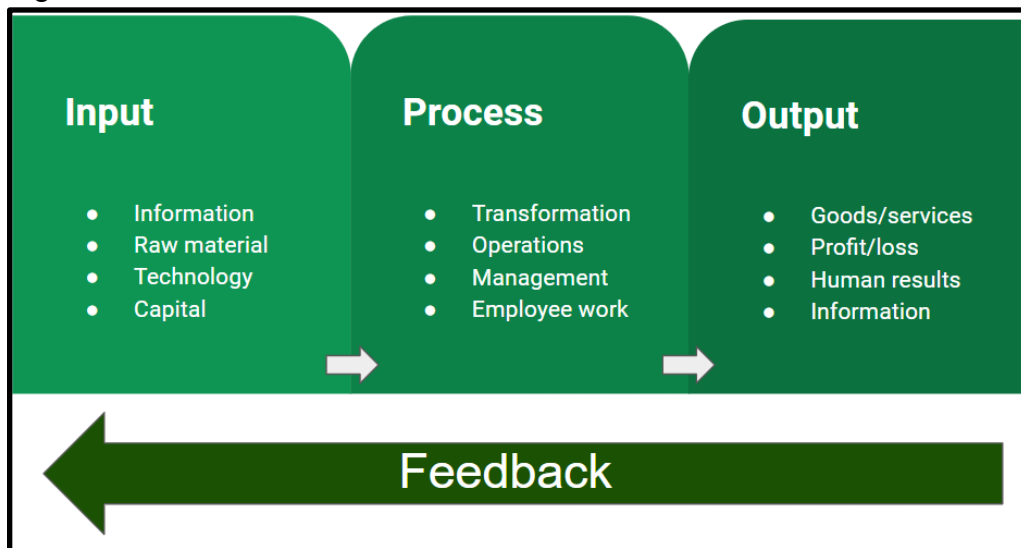 Input
● Information
● Raw material
● Technology
● Capital
Process
● Transformation
● Operations
● Management
● Employee work
Output
● Goods/services
● Profit/loss
● Human results
● Information
Feedback